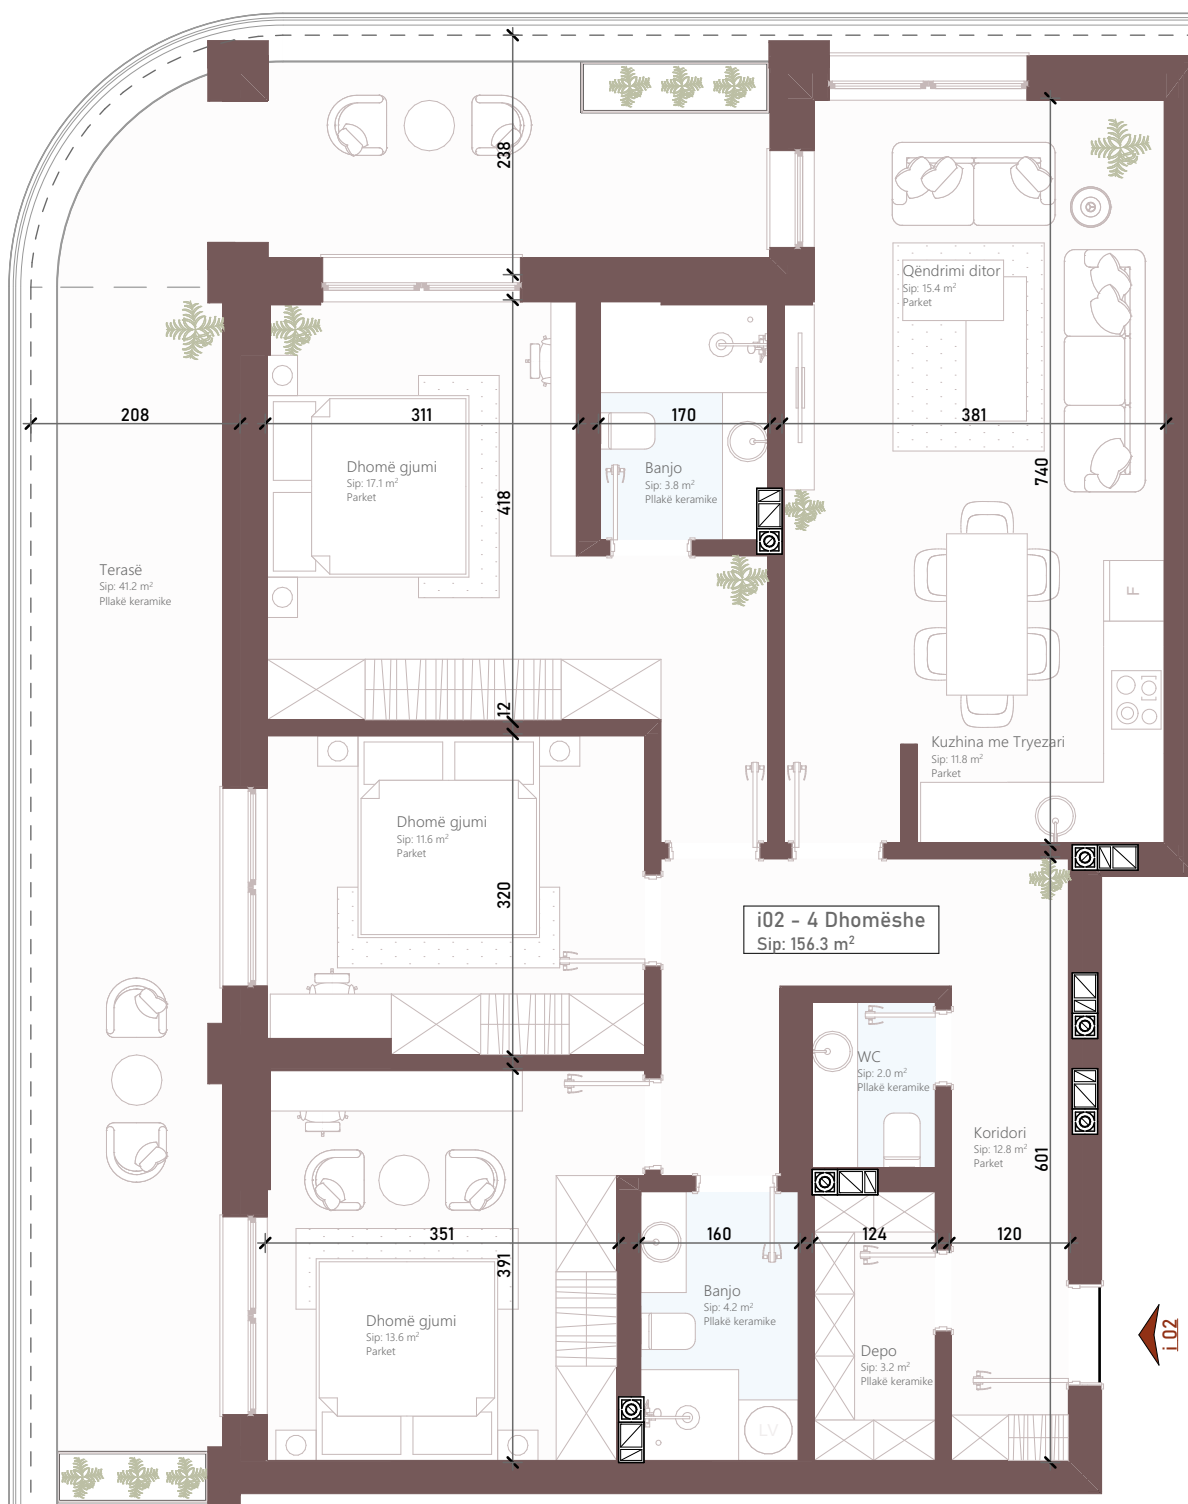 238
Qëndrimi ditor
Sip: 15.4 m²
Parket
208
311
170
381
740
Dhomë gjumi
Sip: 17.1 m²
Parket
Banjo
Sip: 3.8 m²
Pllakë keramike
418
Terasë
Sip: 41.2 m²
Pllakë keramike
F
12
Kuzhina me Tryezari
Sip: 11.8 m²
Parket
Dhomë gjumi
Sip: 11.6 m²
Parket
320
i02 - 4 Dhomëshe
Sip: 156.3 m²
WC
Sip: 2.0 m²
Pllakë keramike
Koridori
Sip: 12.8 m²
Parket
601
351
391
160
124
120
Banjo
Sip: 4.2 m²
Pllakë keramike
Dhomë gjumi
Sip: 13.6 m²
Parket
Depo
Sip: 3.2 m²
Pllakë keramike
i 02
LV